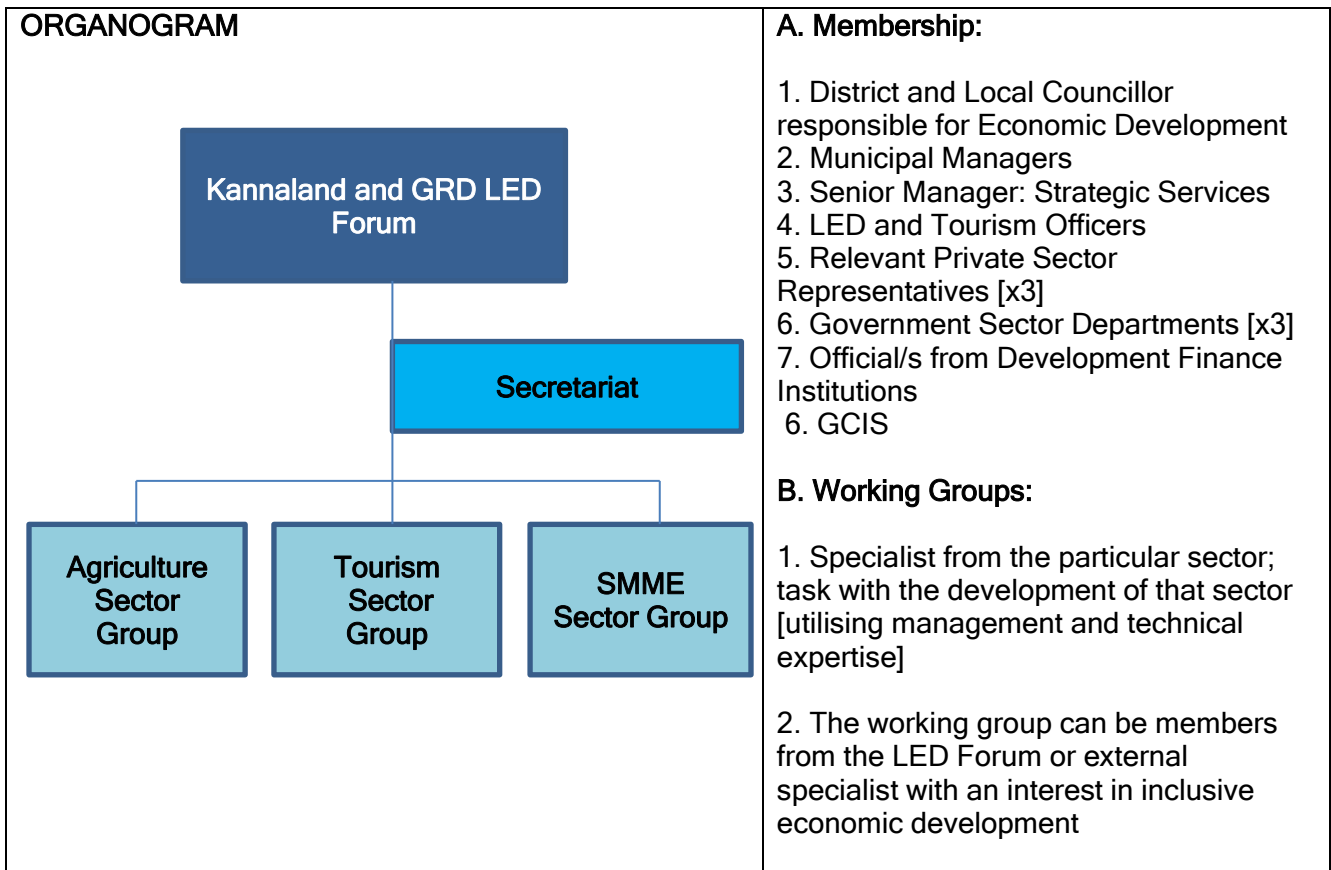 ORGANOGRAM
Kannaland and GRD LED
Forum
Secretariat
Agriculture
Sector
Group
Tourism
Sector
Group
SMME
Sector Group
A. Membership:
1. District and Local Councillor
responsible for Economic Development
2. Municipal Managers
3. Senior Manager: Strategic Services
4. LED and Tourism Officers
5. Relevant Private Sector
Representatives [x3]
6. Government Sector Departments [x3]
7. Official/s from Development Finance
Institutions
6. GCIS
B. Working Groups:
1. Specialist from the particular sector;
task with the development of that sector
[utilising management and technical
expertise]
2. The working group can be members
from the LED Forum or external
specialist with an interest in inclusive
economic development